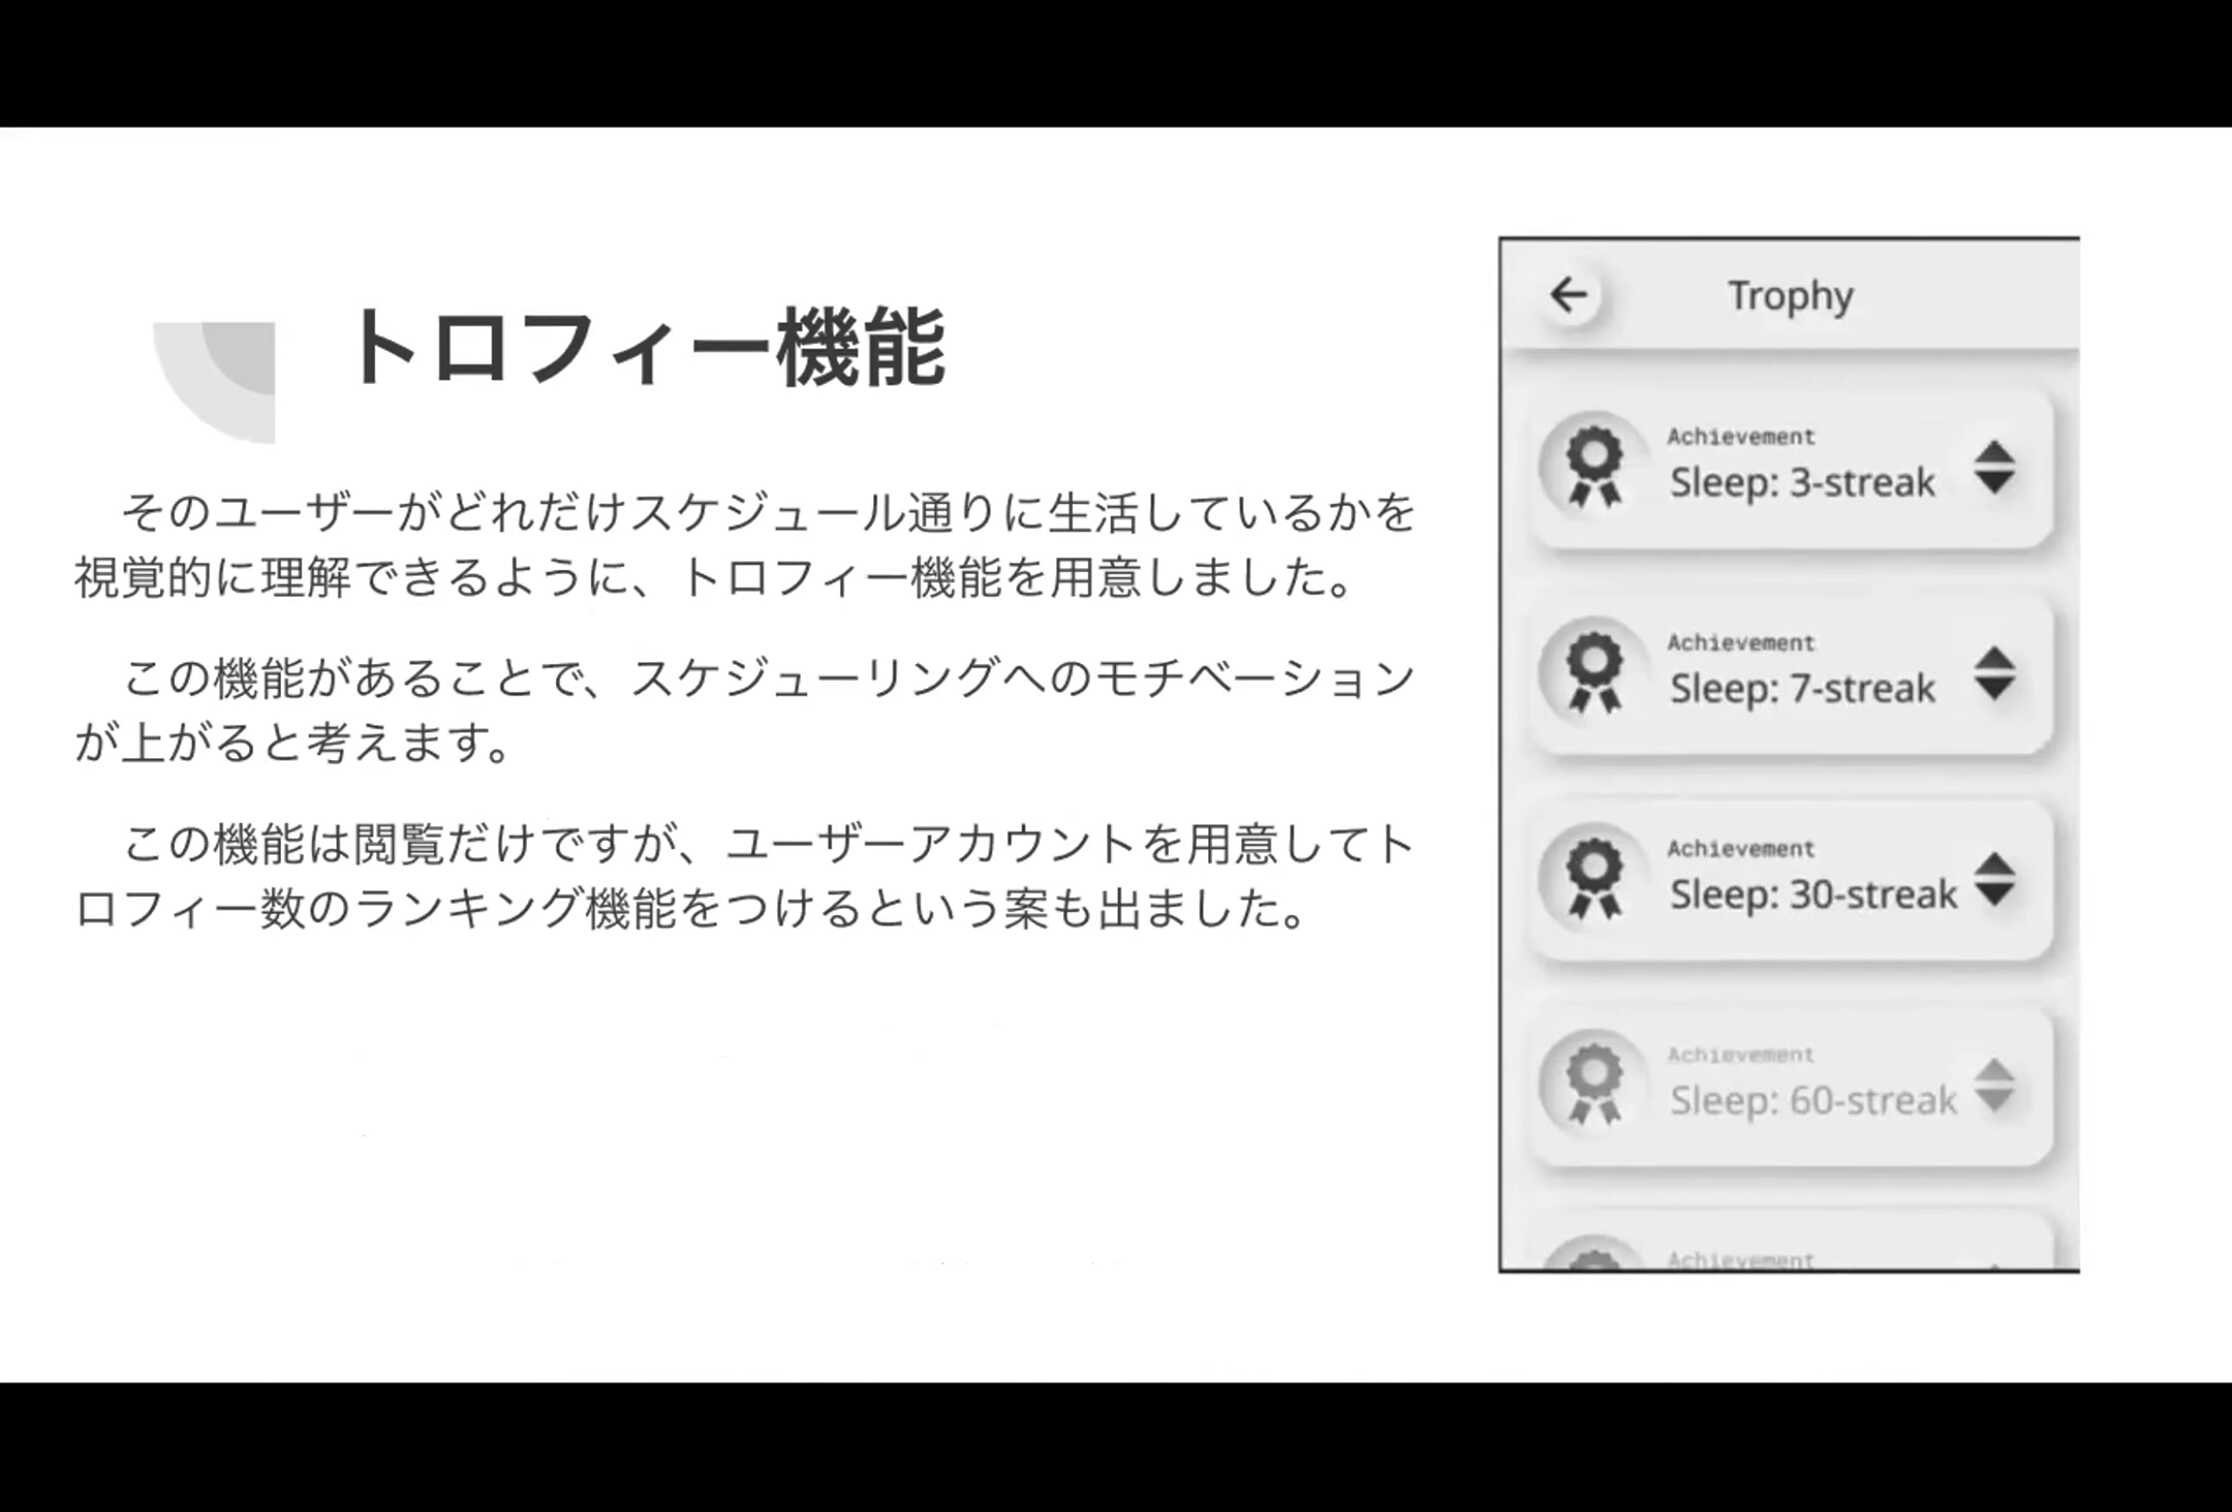 トロフィー機能
そのユーザーがどれだけスケジュール通りに生活しているかを
視覚的に理解できるように、トロフィー機能を用意しました。
この機能があることで、スケジューリングへのモチベーション
が上がると考えます。
この機能は閲覧だけですが、ユーザーアカウントを用意してト
ロフィー数のランキング機能をつけるという案も出ました。
Trophy
Achievement
Sleep: 3-streak
Achievement
Sleep: 7-streak
Achievement
Sleep: 30-streak
Achievement
Sleep: 60-streak
Achievement